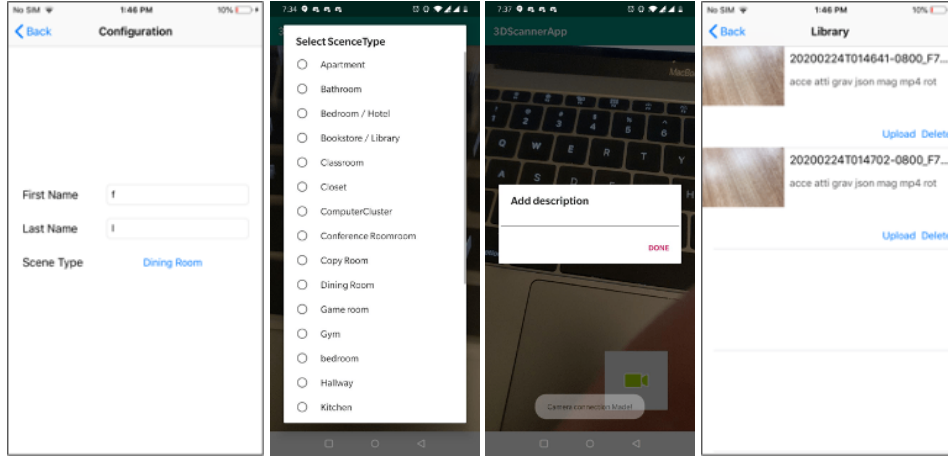 No SIM 1:46 PM 10%
Back Configuration
First Name f
Last Name l
Scene Type Dining Room
7:34
Select ScenceType
Apartment
Bathroom
Bedroom / Hotel
Bookstore / Library
Classroom
Closet
ComputerCluster
Conference Roomroom
Copy Room
Dining Room
Game room
Gym
bedroom
Hallway
Kitchen
7:37
3DScannerApp
MacBo
Q W E R T Y
A S D
Add description
DONE
Camera connection Made!
No SIM 1:46 PM 10%
Back Library
20200224T014641-0800_F7...
acce atti grav json mag mp4 rot
Upload Delete
20200224T014702-0800_F7...
acce atti grav json mag mp4 rot
Upload Delete